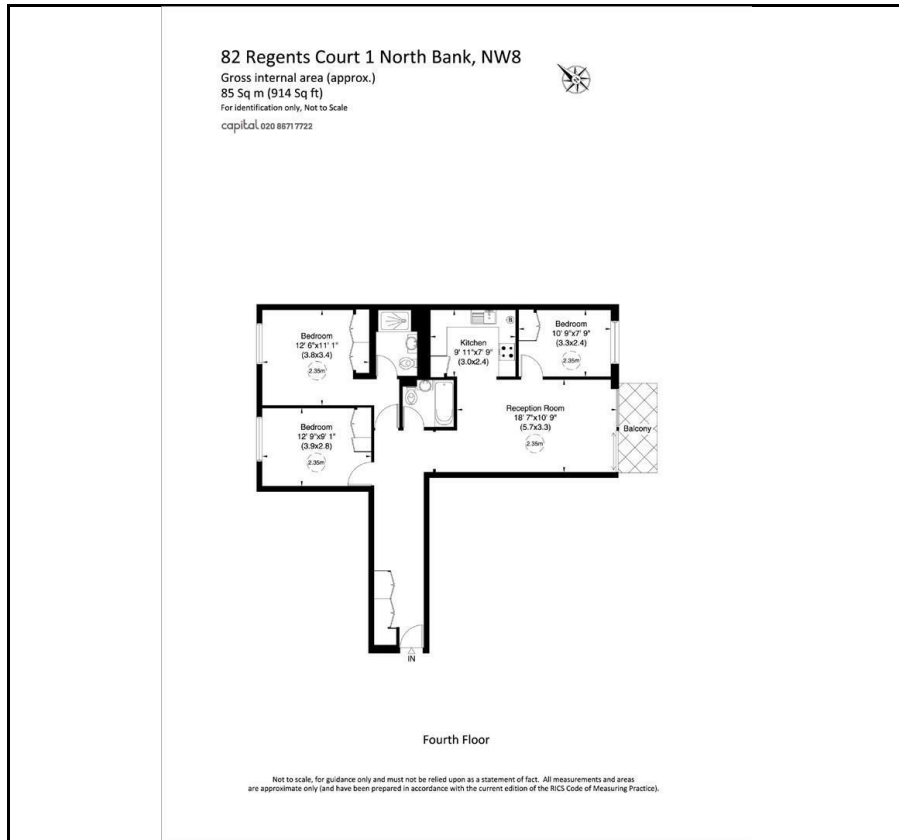 82 Regents Court 1 North Bank, NW8
Gross internal area (approx.)
85 Sq m (914 Sq ft)
For identification only, Not to Scale
capital 020 8871 7722
Bedroom
12' 6"x11' 1"
(3.8x3.4)
2.35m
Kitchen
9' 11"x7' 9"
(3.0x2.4)
Bedroom
10' 9"x7' 9"
(3.3x2.4)
2.35m
Bedroom
12' 9"x9' 1"
(3.9x2.8)
2.35m
Reception Room
18' 7"x10' 9"
(5.7x3.3)
2.35m
Balcony
IN
Fourth Floor
Not to scale, for guidance only and must not be relied upon as a statement of fact. All measurements and areas
are approximate only (and have been prepared in accordance with the current edition of the RICS Code of Measuring Practice).